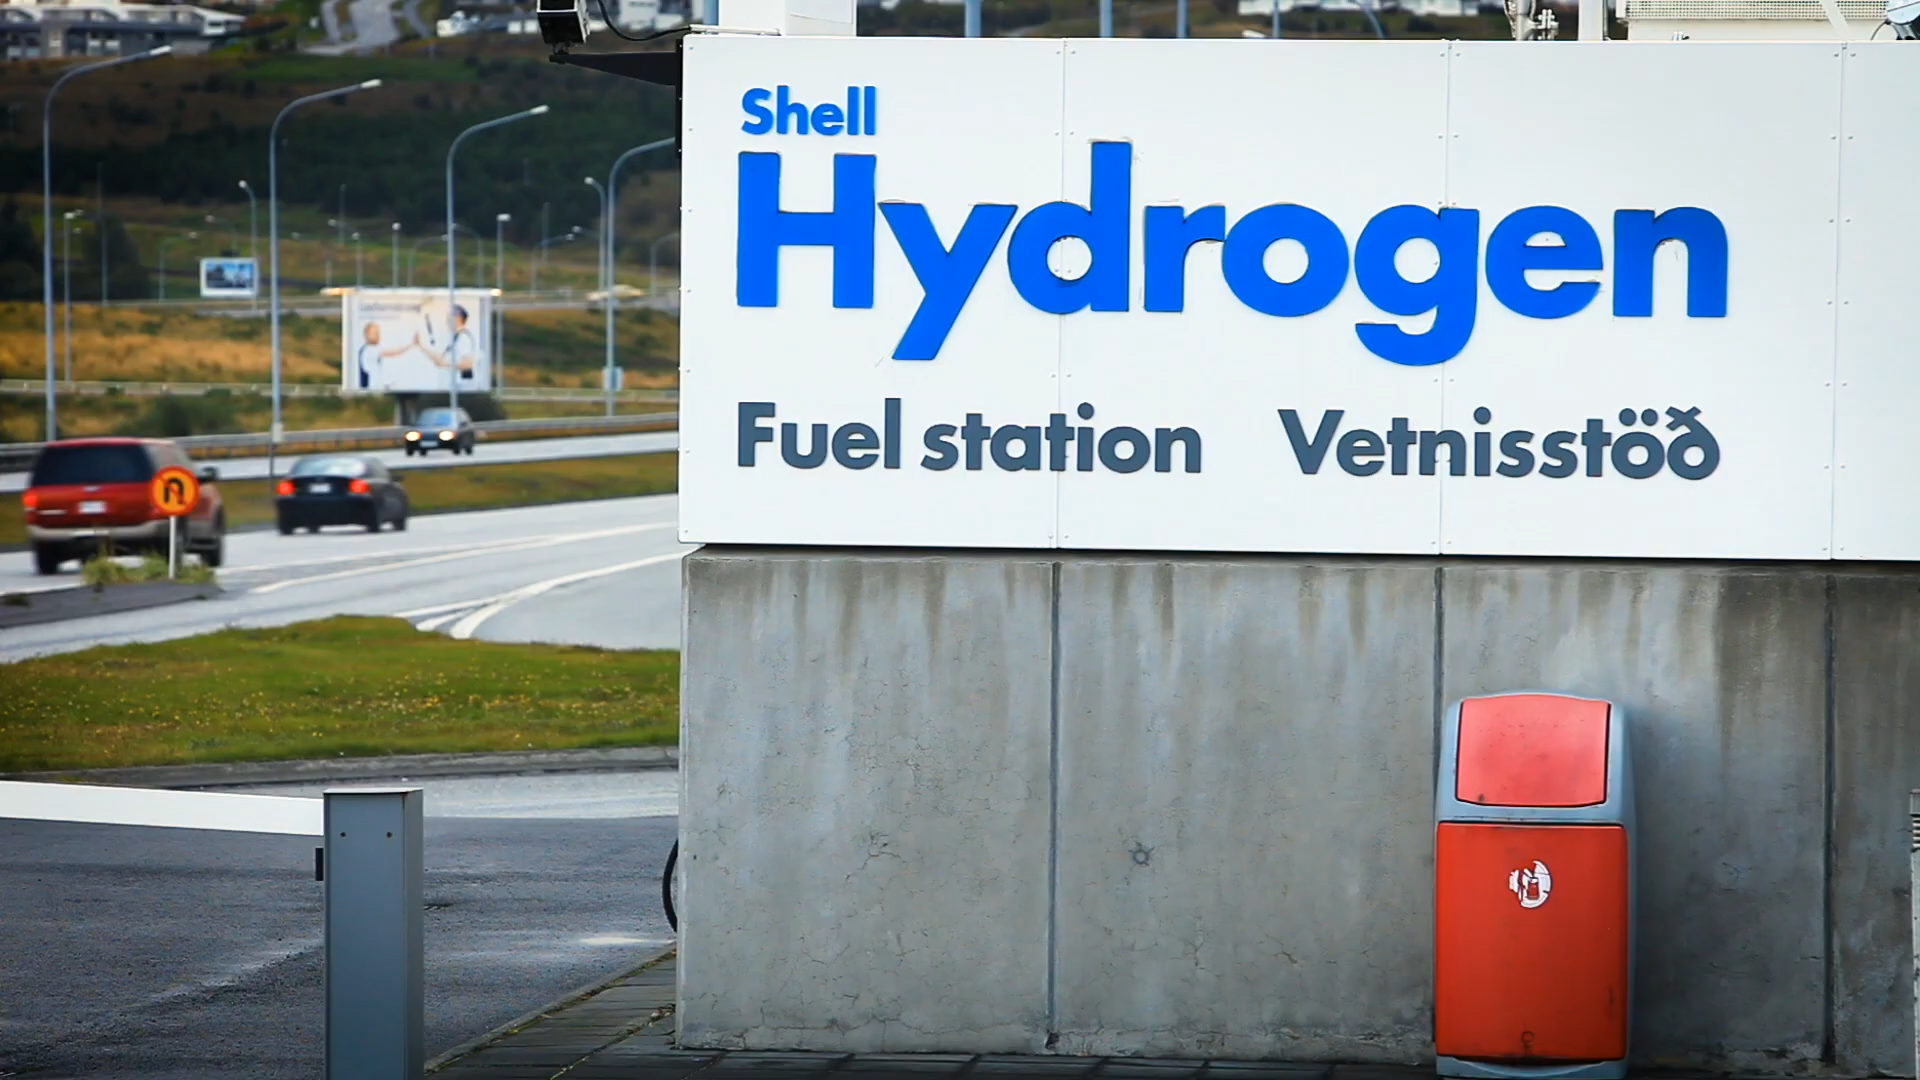 Shell
Hydrogen
Fuel station Vetnisstöð